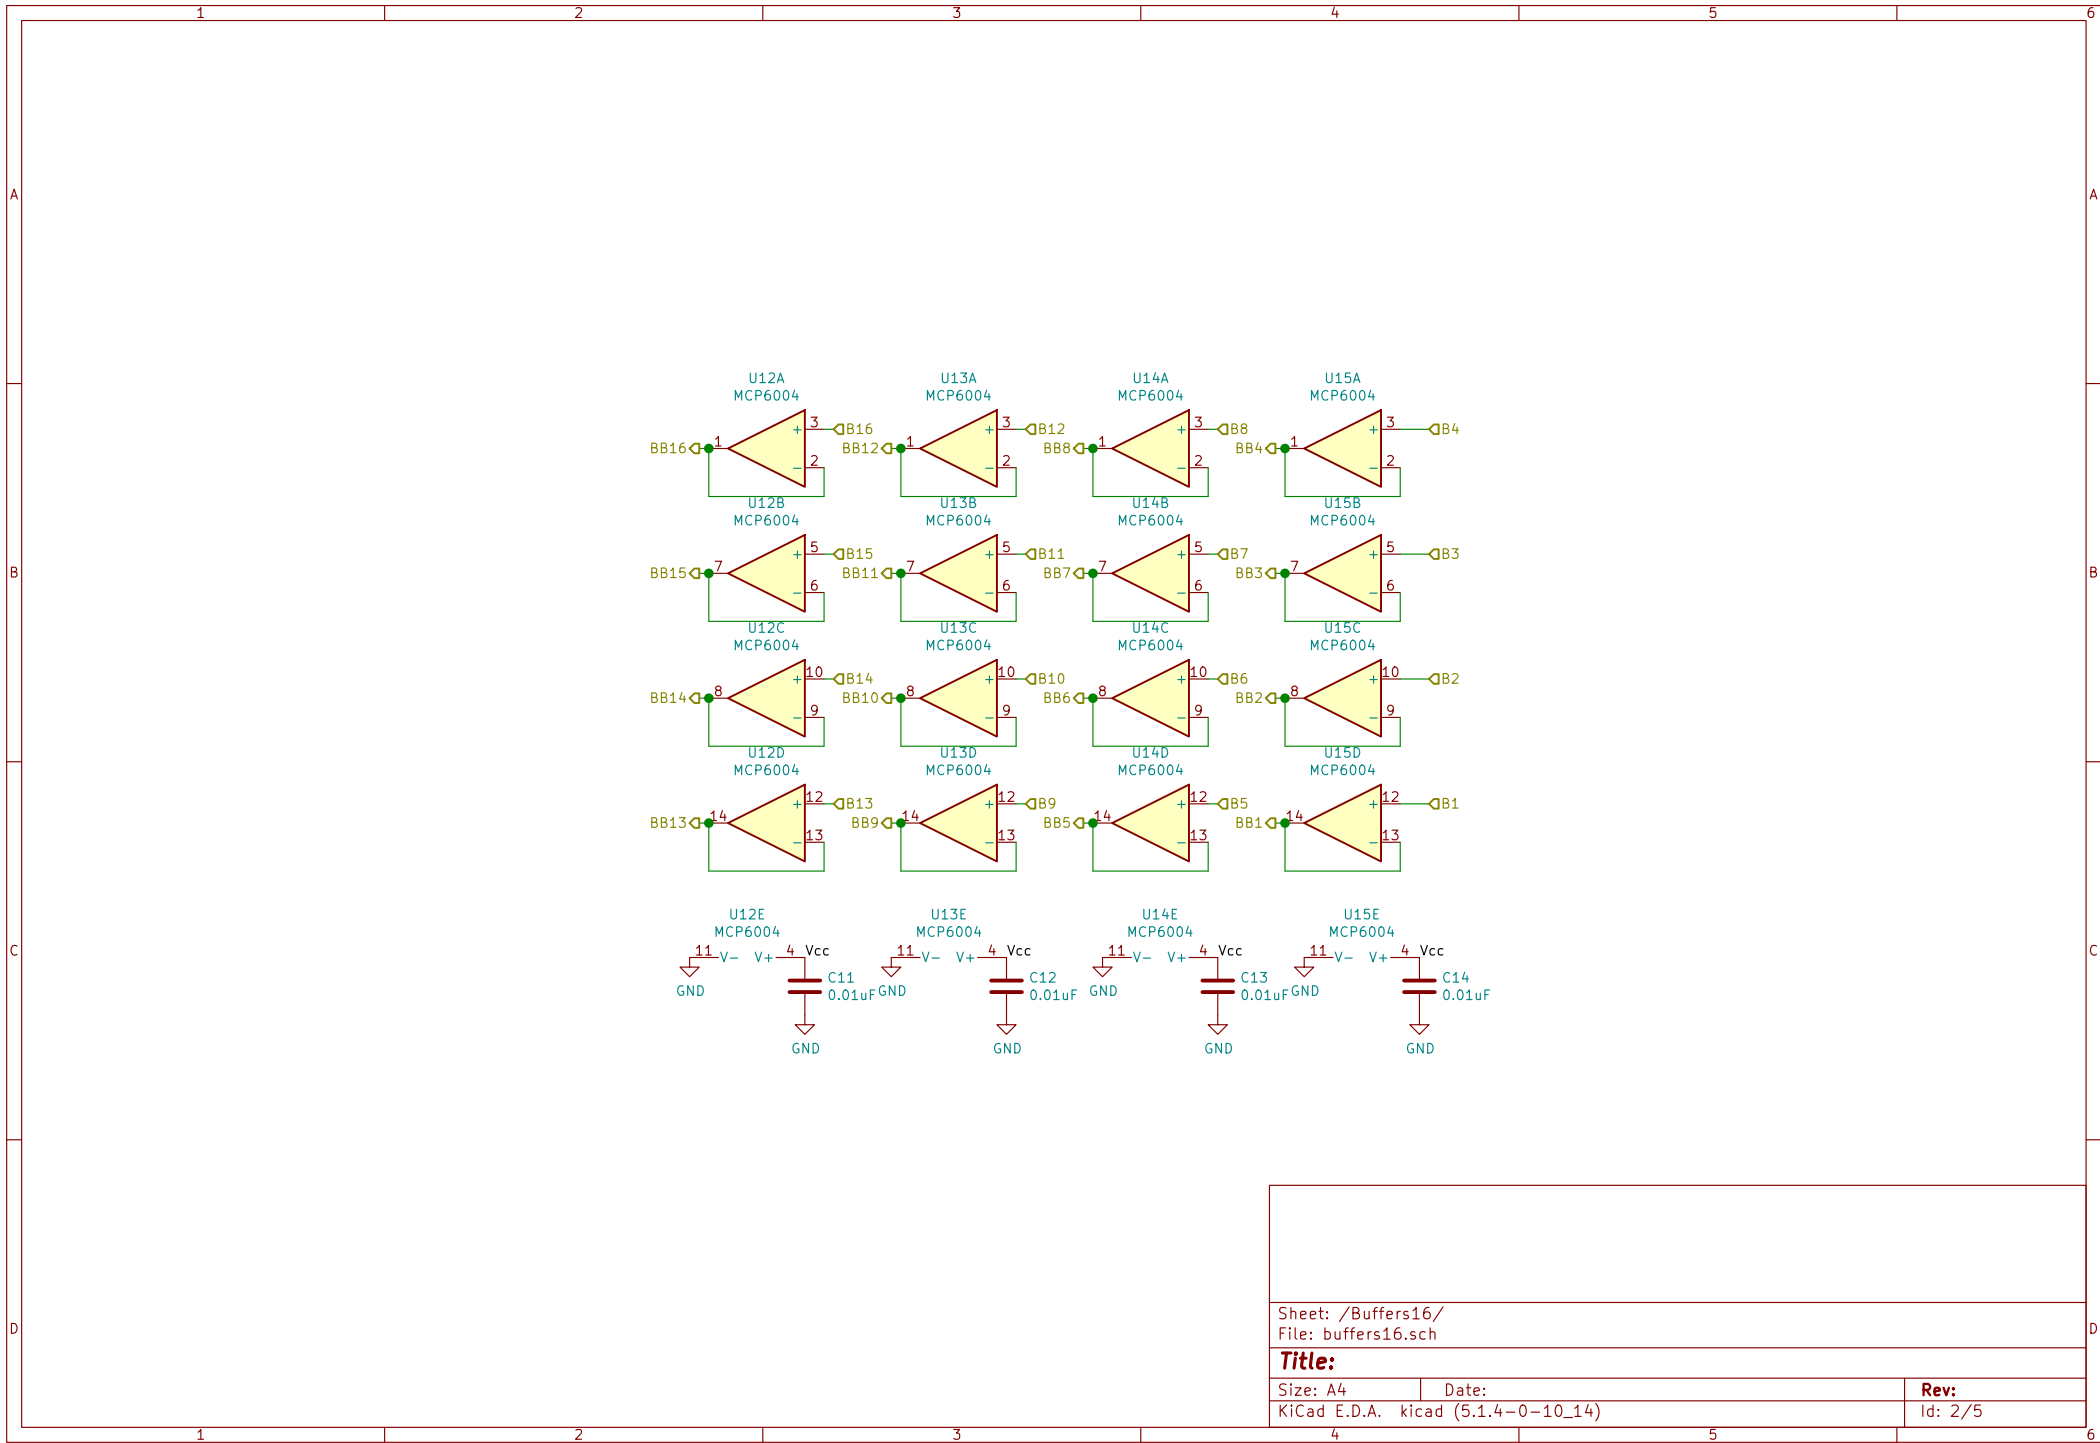 1 2 3 4 5 6
A A
U12A U13A U14A U15A
MCP6004 MCP6004 MCP6004 MCP6004
3 B16 3 B12 3 B8 3 B4
+ + + +
BB16 1 BB12 1 BB8 1 BB4 1
2 2 2 2
− − − −
U12B U13B U14B U15B
MCP6004 MCP6004 MCP6004 MCP6004
5 B15 5 B11 5 B7 5 B3
+ + + +
B BB15 7 BB11 7 BB7 7 BB3 7 B
6 6 6 6
− − − −
U12C U13C U14C U15C
MCP6004 MCP6004 MCP6004 MCP6004
10 B14 10 B10 10 B6 10 B2
+ + + +
BB14 8 BB10 8 BB6 8 BB2 8
9 9 9 9
− − − −
U12D U13D U14D U15D
MCP6004 MCP6004 MCP6004 MCP6004
12 B13 12 B9 12 B5 12 B1
+ + + +
BB13 14 BB9 14 BB5 14 BB1 14
13 13 13 13
− − − −
U12E U13E U14E U15E
MCP6004 MCP6004 MCP6004 MCP6004
C 11 V− V+ 4 Vcc 11 V− V+ 4 Vcc 11 V− V+ 4 Vcc 11 V− V+ 4 Vcc C
C11 C12 C13 C14
GND 0.01uF GND 0.01uF GND 0.01uF GND 0.01uF
GND GND GND GND
Sheet: /Buffers16/
D File: buffers16.sch D
Title:
Size: A4 Date: Rev:
KiCad E.D.A. kicad (5.1.4-0-10_14) Id: 2/5
1 2 3 4 5 6